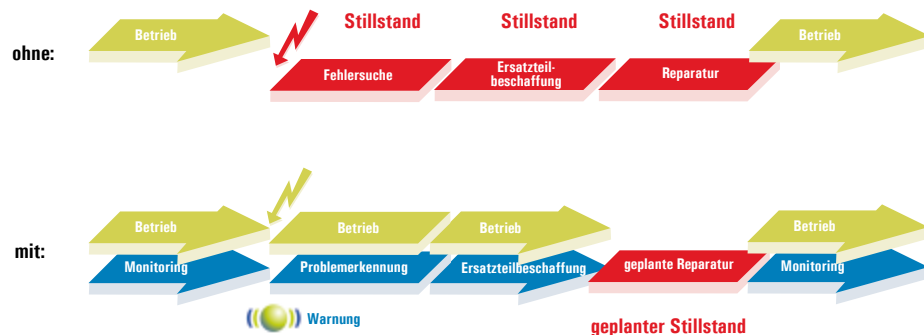 Stillstand Stillstand Stillstand
ohne: Betrieb Betrieb
Fehlersuche Ersatzteil-
beschaffung Reparatur
Betrieb Betrieb Betrieb Betrieb
mit: Monitoring Problemerkennung Ersatzteilbeschaffung geplante Reparatur Monitoring
Warnung
geplanter Stillstand